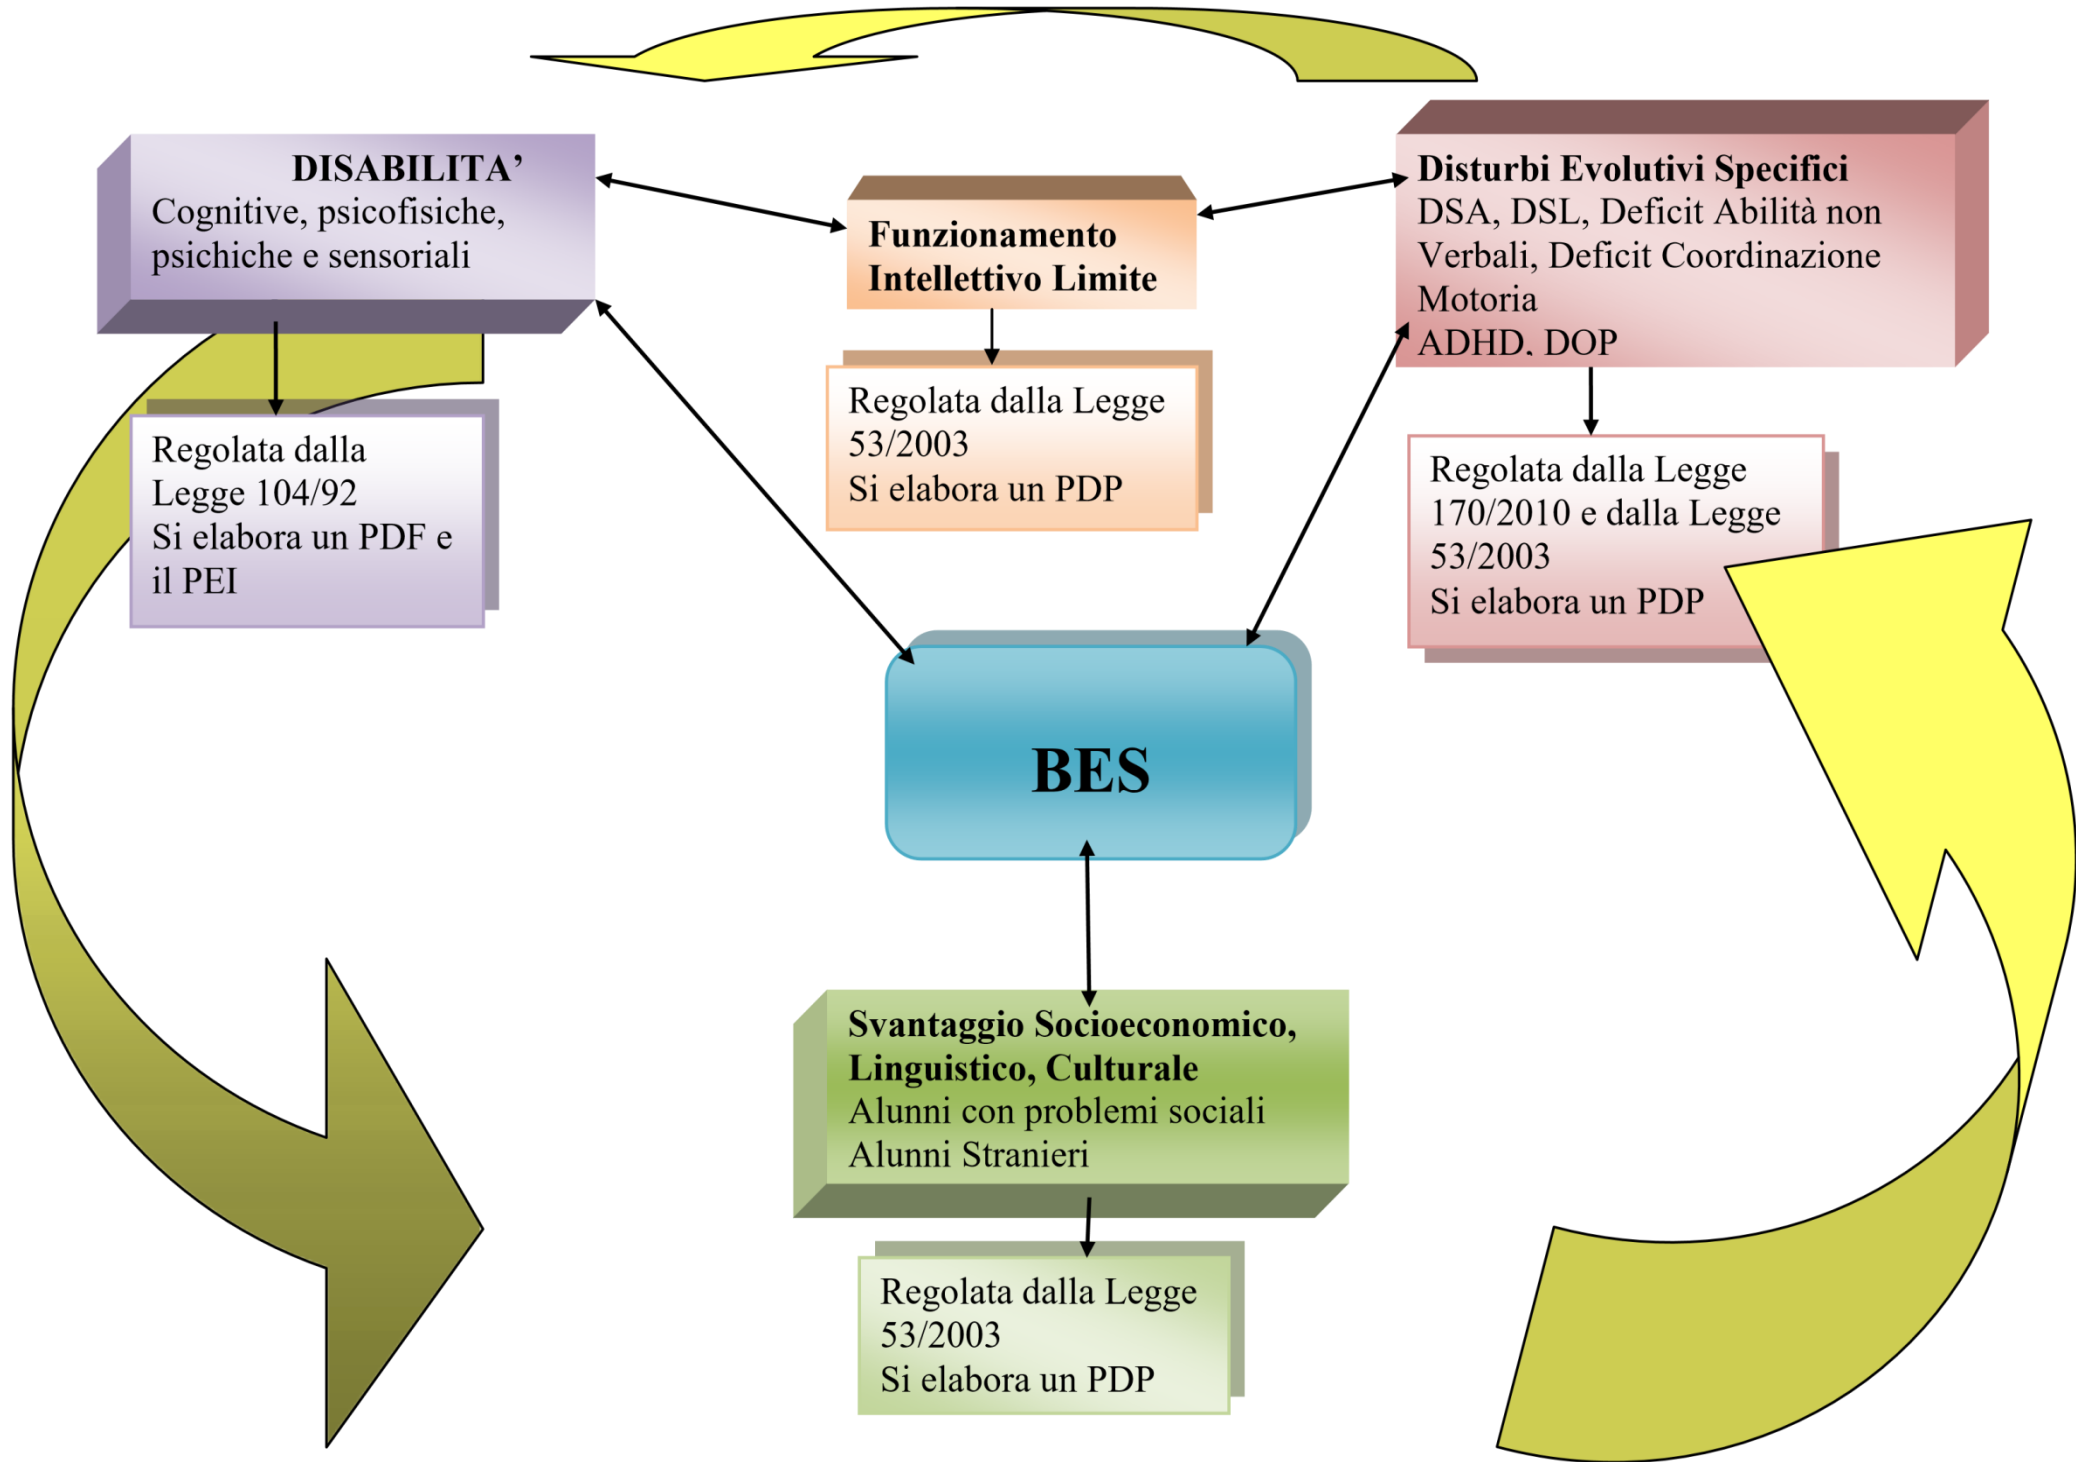 DISABILITA’
Cognitive, psicofisiche,
psichiche e sensoriali
Regolata dalla
Legge 104/92
Si elabora un PDF e
il PEI
Funzionamento
Intellettivo Limite
Regolata dalla Legge
53/2003
Si elabora un PDP
Disturbi Evolutivi Specifici
DSA, DSL, Deficit Abilità non
Verbali, Deficit Coordinazione
Motoria
ADHD, DOP
Regolata dalla Legge
170/2010 e dalla Legge
53/2003
Si elabora un PDP
BES
Svantaggio Socioeconomico,
Linguistico, Culturale
Alunni con problemi sociali
Alunni Stranieri
Regolata dalla Legge
53/2003
Si elabora un PDP